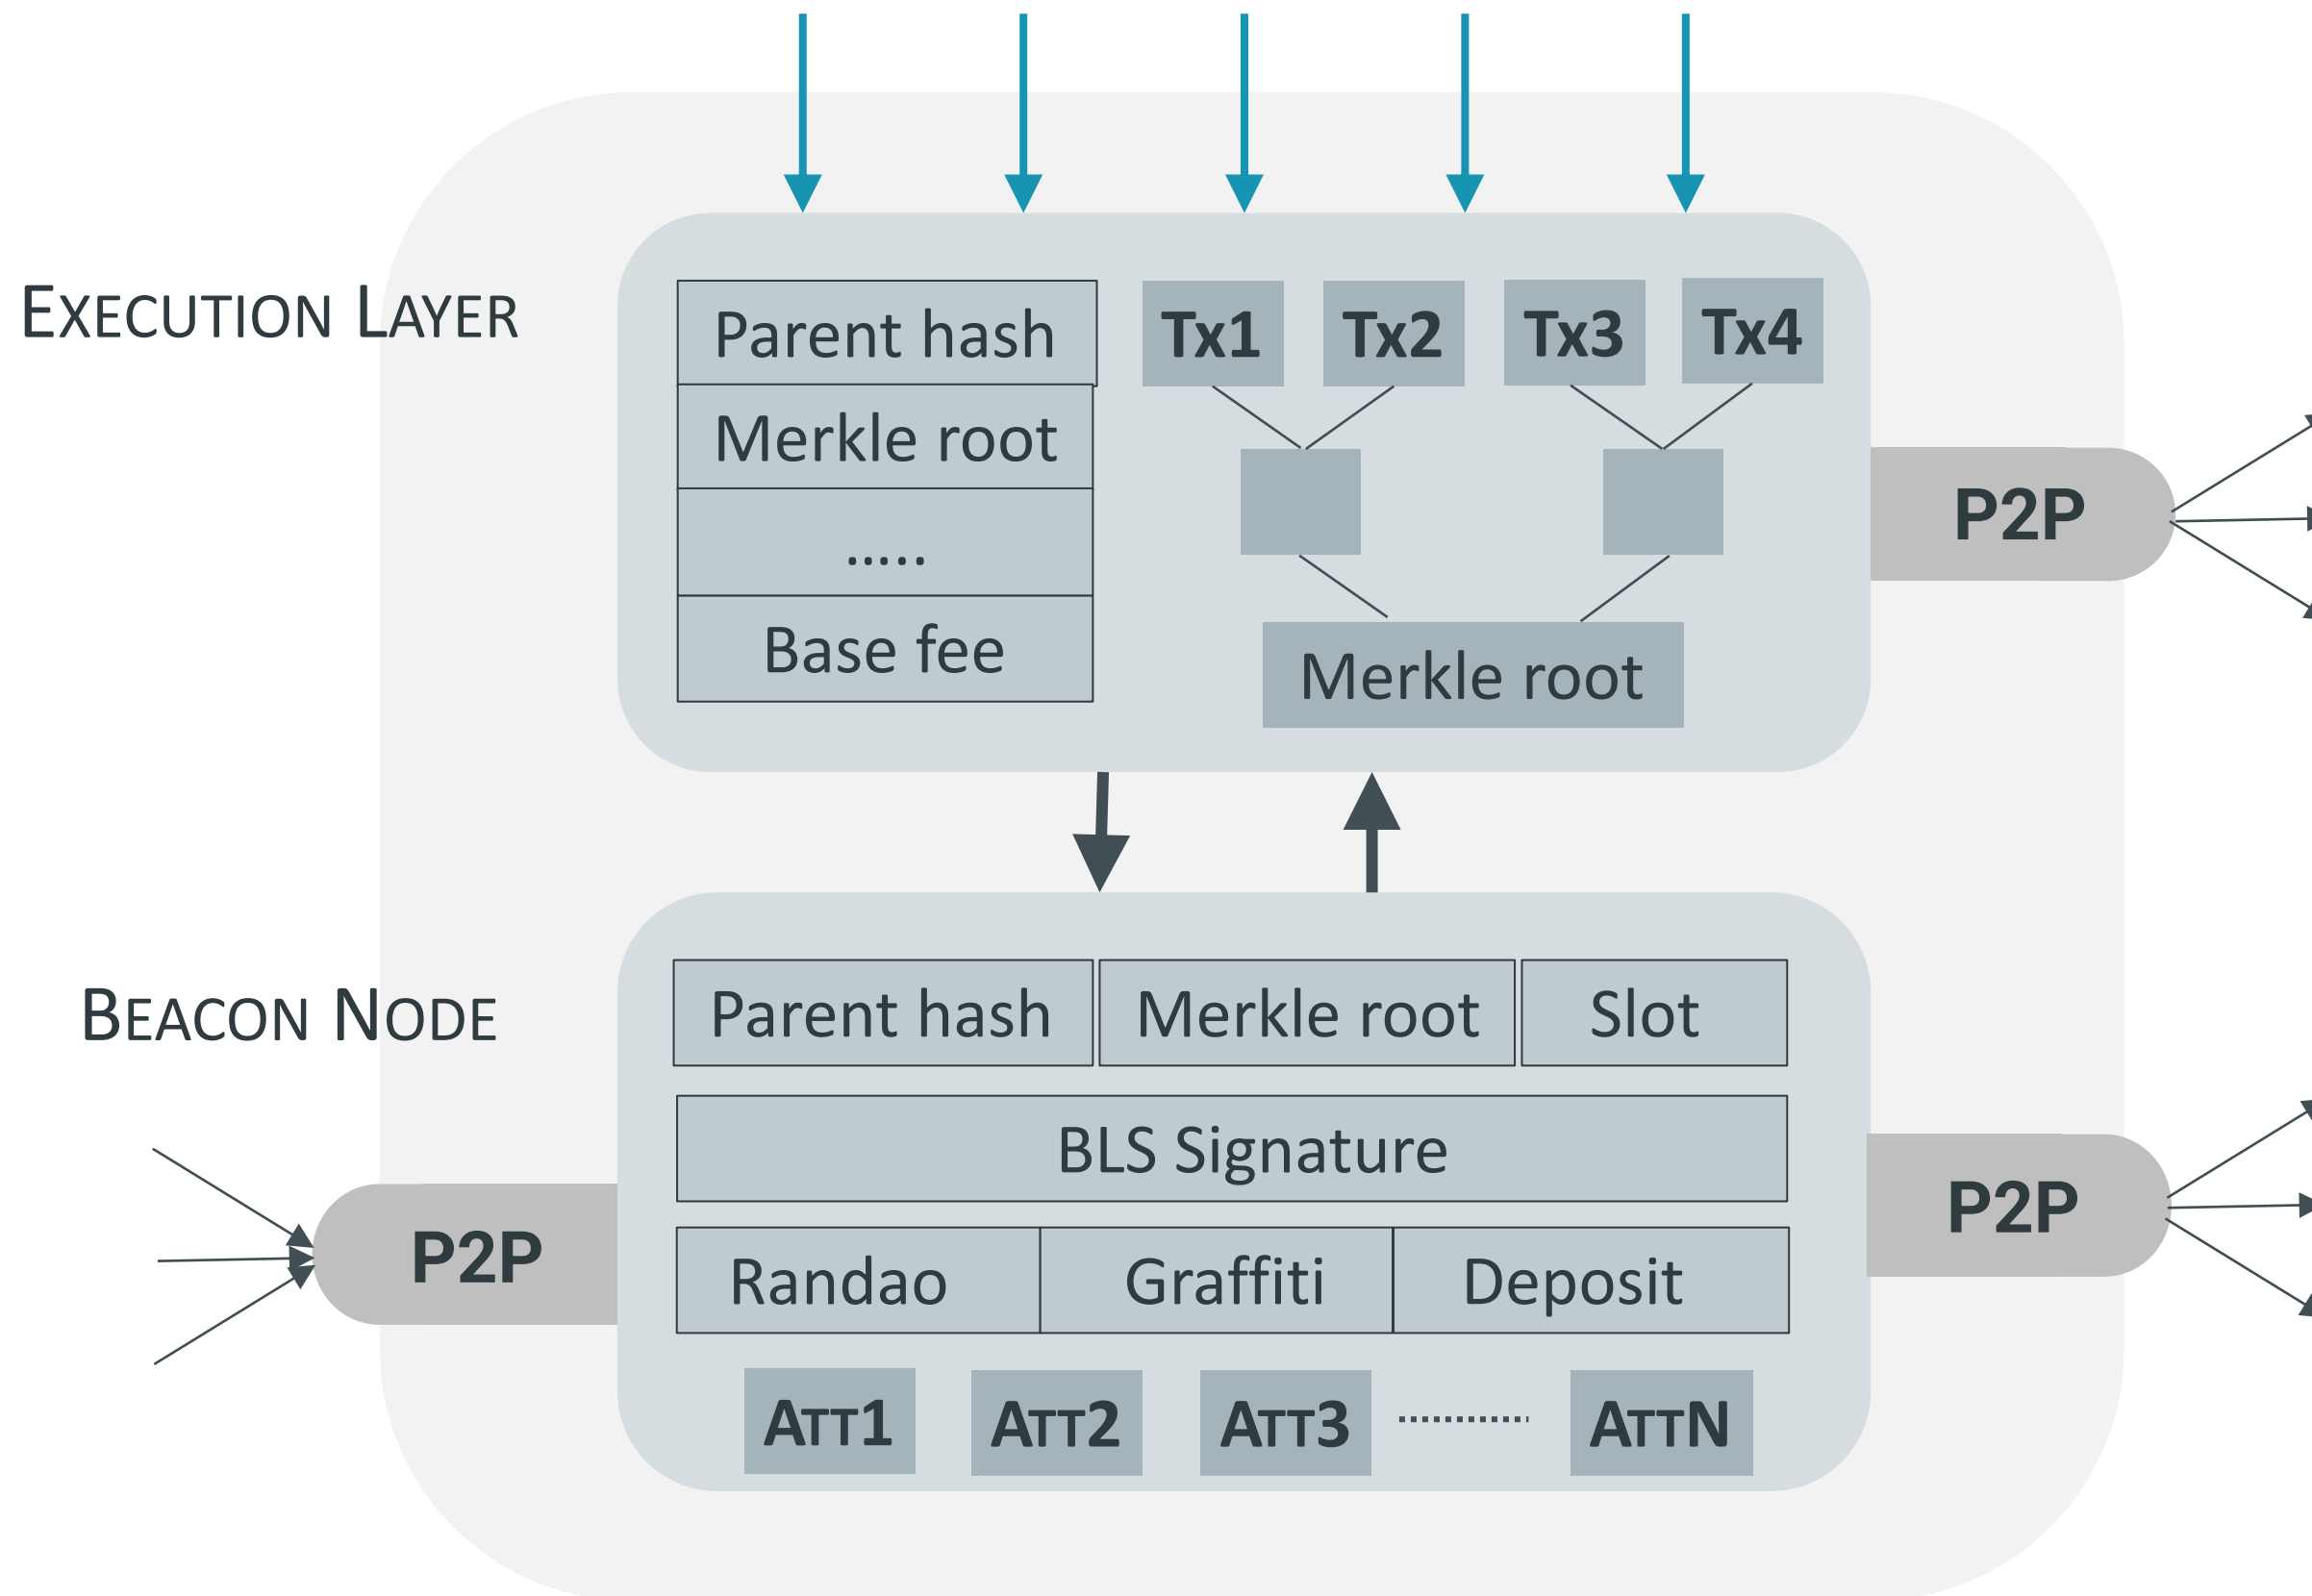 EXECUTION LAYER
Parent hash
Merkle root
.....
Base fee
Tx1 Tx2 Tx3 Tx4
Merkle root
P2P
BEACON NODE
Parent hash Merkle root Slot
BLS Signature
Randao Graffiti Deposit
ATT1 ATT2 ATT3 ATTN
P2P
P2P